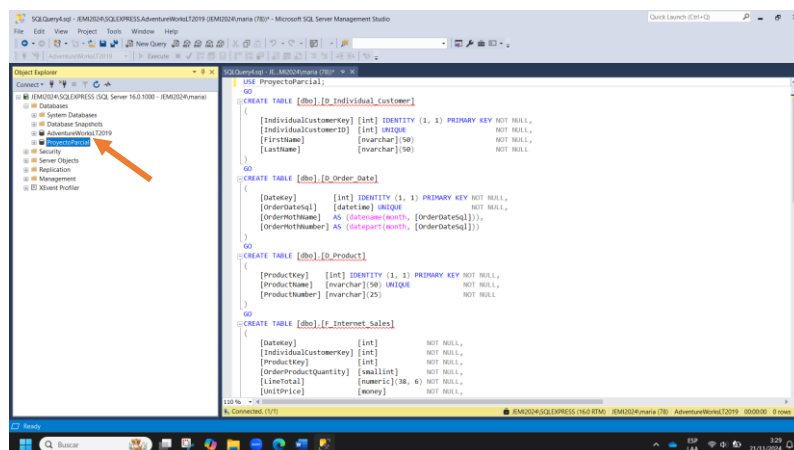 SQLQuery4.sql - JEMI2024\SQLEXPRESS.AdventureWorksLT2019 (JEMI2024\maria (78))* - Microsoft SQL Server Management Studio
Quick Launch (Ctrl+Q)
File Edit View Project Tools Window Help
New Query
AdventureWorksLT2019
Execute
Object Explorer
SQLQuery4.sql - JE...MI2024\maria (78))*
Connect
JEMI2024\SQLEXPRESS (SQL Server 16.0.1000 - JEMI2024\maria)
Databases
System Databases
Database Snapshots
AdventureWorksLT2019
ProyectoParcial
Security
Server Objects
Replication
Management
XEvent Profiler
USE ProyectoParcial;
GO
CREATE TABLE [dbo].[D_Individual_Customer]
(
[IndividualCustomerKey] [int] IDENTITY (1, 1) PRIMARY KEY NOT NULL,
[IndividualCustomerID] [int] UNIQUE NOT NULL,
[FirstName] [nvarchar](50) NOT NULL,
[LastName] [nvarchar](50) NOT NULL
)
GO
CREATE TABLE [dbo].[D_Order_Date]
(
[DateKey] [int] IDENTITY (1, 1) PRIMARY KEY NOT NULL,
[OrderDateSql] [datetime] UNIQUE NOT NULL,
[OrderMothName] AS (datename(month, [OrderDateSql])),
[OrderMothNumber] AS (datepart(month, [OrderDateSql]))
)
GO
CREATE TABLE [dbo].[D_Product]
(
[ProductKey] [int] IDENTITY (1, 1) PRIMARY KEY NOT NULL,
[ProductName] [nvarchar](50) UNIQUE NOT NULL,
[ProductNumber] [nvarchar](25) NOT NULL
)
GO
CREATE TABLE [dbo].[F_Internet_Sales]
(
[DateKey] [int] NOT NULL,
[IndividualCustomerKey] [int] NOT NULL,
[ProductKey] [int] NOT NULL,
[OrderProductQuantity] [smallint] NOT NULL,
[LineTotal] [numeric](38, 6) NOT NULL,
[UnitPrice] [money] NOT NULL,
110 %
Connected. (1/1)
JEMI2024\SQLEXPRESS (16.0 RTM) JEMI2024\maria (78) AdventureWorksLT2019 00:00:00 0 rows
Ready
Buscar
ESP
LAA
3:29
21/11/2024